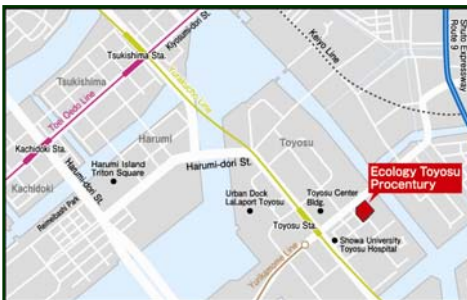 Tsukishima Sta.
Kiyosumi-dori St.
Keiyo Line
Shuto Expressway
Route 9
Tsukishima
Toei Oedo Line
Yurakucho Line
Kachidoki Sta.
Harumi
Toyosu
Harumi-dori St.
Harumi Island
Triton Square
Harumi-dori St.
Kachidoki
Ecology Toyosu
Procentury
Urban Dock
LaLaport Toyosu
Toyosu Center
Bldg.
Toyosu Sta.
Showa University
Toyosu Hospital
Yurikamome Line